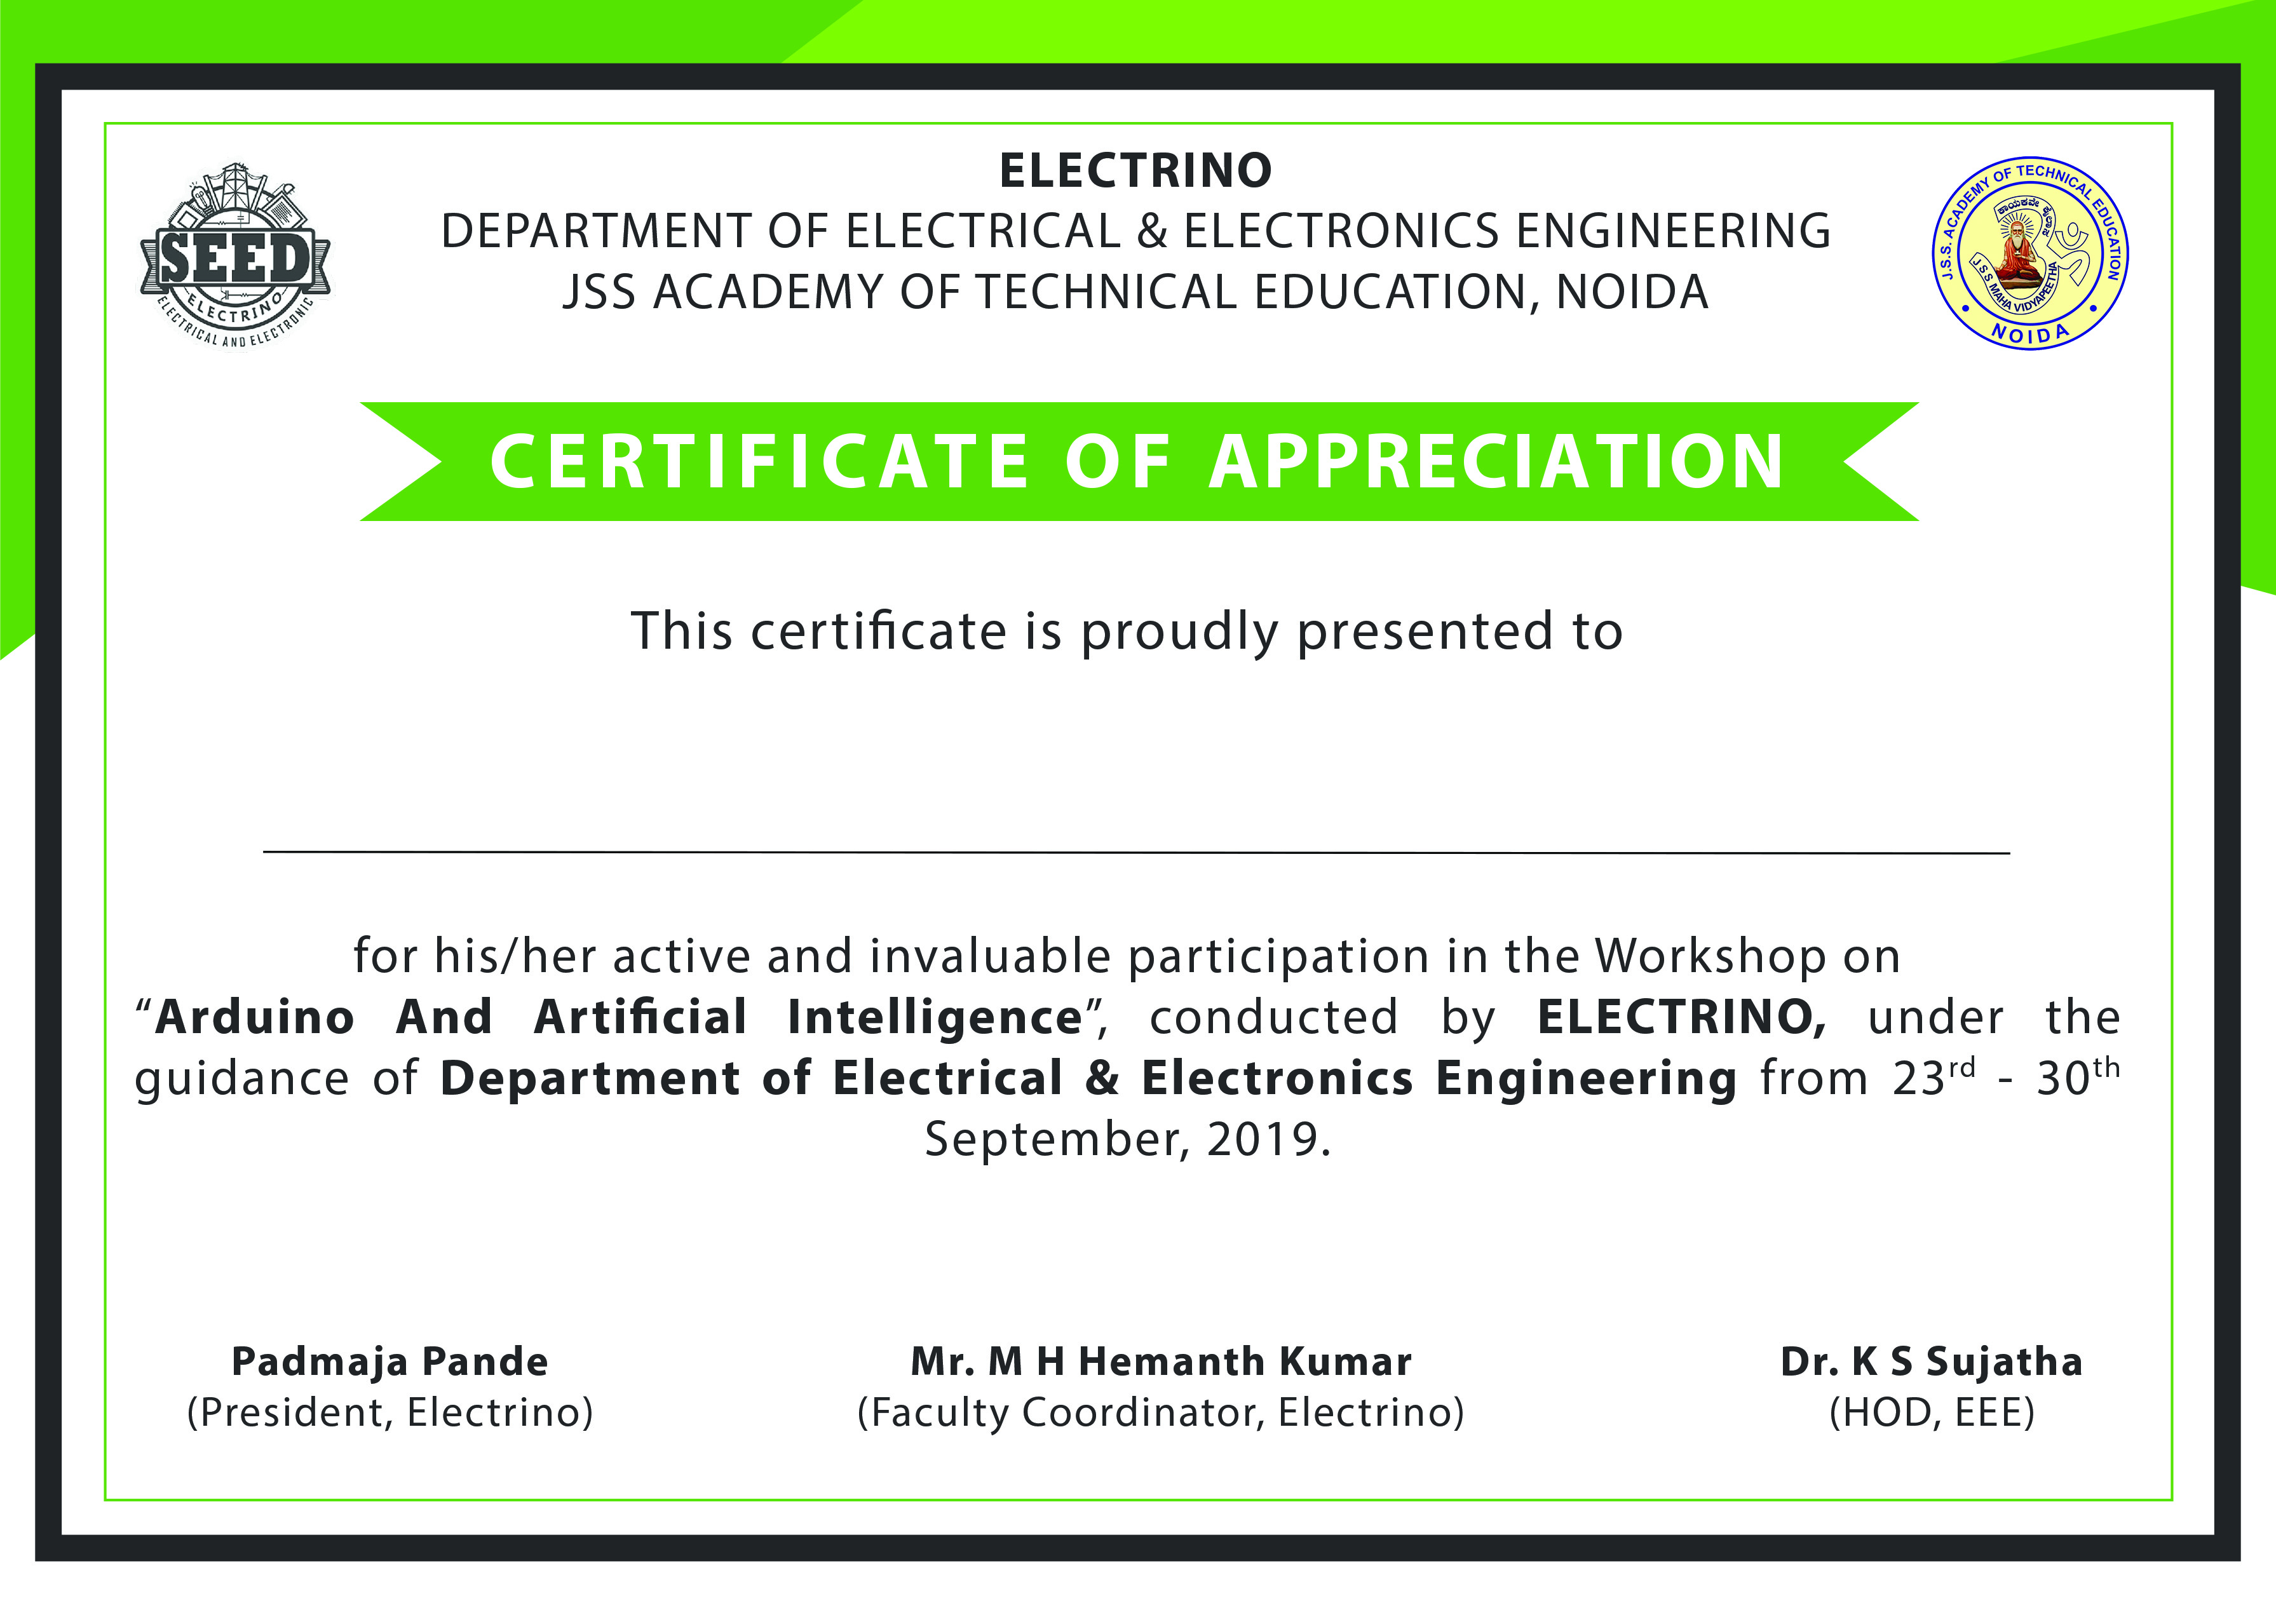 ELECTRINO
DEPARTMENT OF ELECTRICAL & ELECTRONICS ENGINEERING
JSS ACADEMY OF TECHNICAL EDUCATION, NOIDA
SEED
ELECTRINO
ELECTRICAL AND ELECTRONIC
J.S.S. ACADEMY OF TECHNICAL EDUCATION
ಕಾಯಕವೇ ಕೈಲಾಸ
J S S MAHA VIDYAPEETHA
• NOIDA •
CERTIFICATE OF APPRECIATION
This certificate is proudly presented to
for his/her active and invaluable participation in the Workshop on
“Arduino And Artificial Intelligence”, conducted by ELECTRINO, under the
guidance of Department of Electrical & Electronics Engineering from 23rd - 30th
September, 2019.
Padmaja Pande
(President, Electrino)
Mr. M H Hemanth Kumar
(Faculty Coordinator, Electrino)
Dr. K S Sujatha
(HOD, EEE)